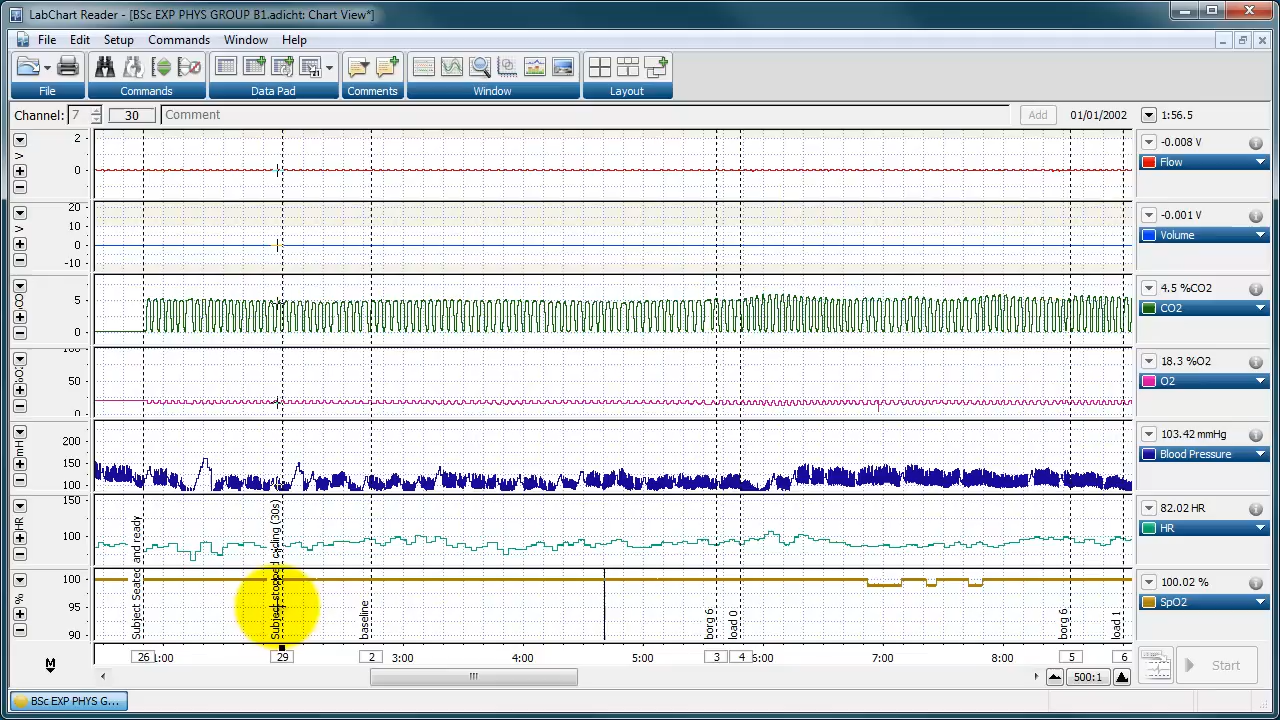 LabChart Reader - [BSc EXP PHYS GROUP B1.adicht: Chart View*]
File Edit Setup Commands Window Help
File Commands Data Pad Comments Window Layout
Channel: 7 30 Comment Add 01/01/2002 1:56.5
2
0
-0.008 V
Flow
20
10
0
-10
-0.001 V
Volume
5
0
4.5 %CO2
CO2
50
0
18.3 %O2
O2
200
150
100
103.42 mmHg
Blood Pressure
150
100
HR
82.02 HR
HR
100
95
90
%
100.02 %
SpO2
Subject Seated and ready
baseline
borg 6
load 0
borg 6
load 1
26 1:00 29 2 3:00 4:00 5:00 3 4 6:00 7:00 8:00 5 6
M
500:1
Start
BSc EXP PHYS G...